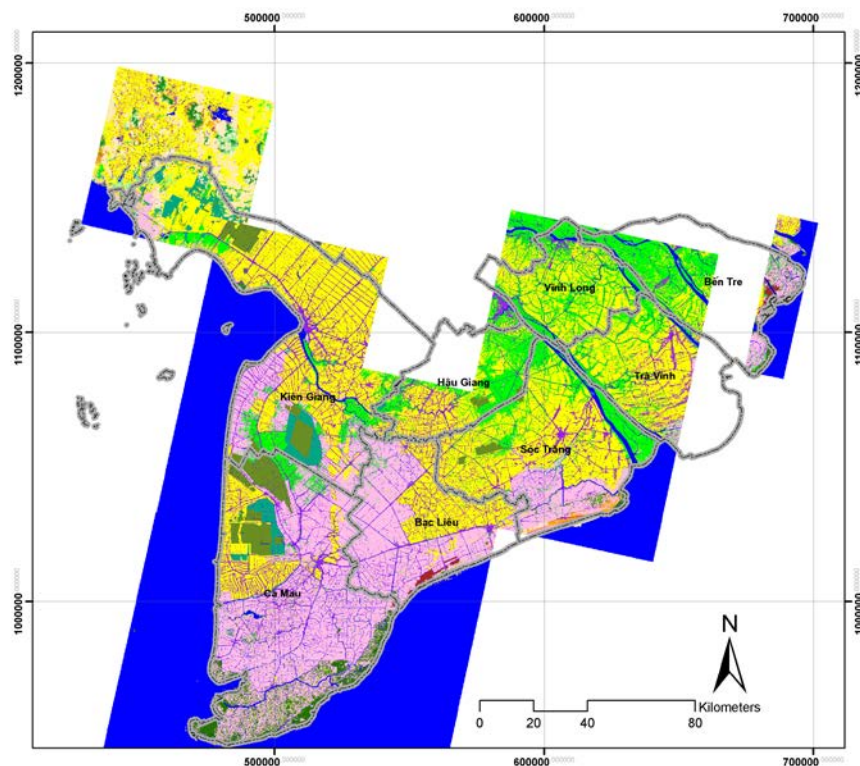 500000 600000 700000
1200000 1200000
Bến Tre
Vĩnh Long
1100000 1100000
Hậu Giang
Trà Vinh
Kiên Giang
Sóc Trăng
Bạc Liêu
Cà Mau
1000000 1000000
N
Kilometers
0 20 40 80
500000 600000 700000